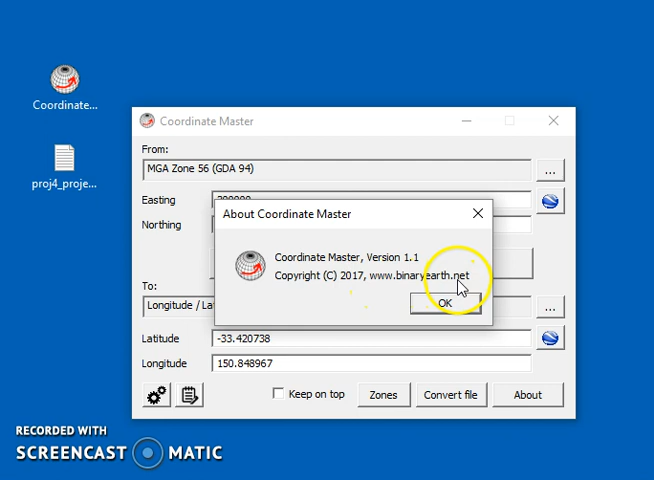 Coordinate...
proj4_proje...
Coordinate Master
From:
MGA Zone 56 (GDA 94)
...
Easting
Northing
About Coordinate Master
Coordinate Master, Version 1.1
Copyright (C) 2017, www.binaryearth.net
OK
To:
Longitude / La
...
Latitude
-33.420738
Longitude
150.848967
Keep on top
Zones
Convert file
About
RECORDED WITH
SCREENCAST MATIC